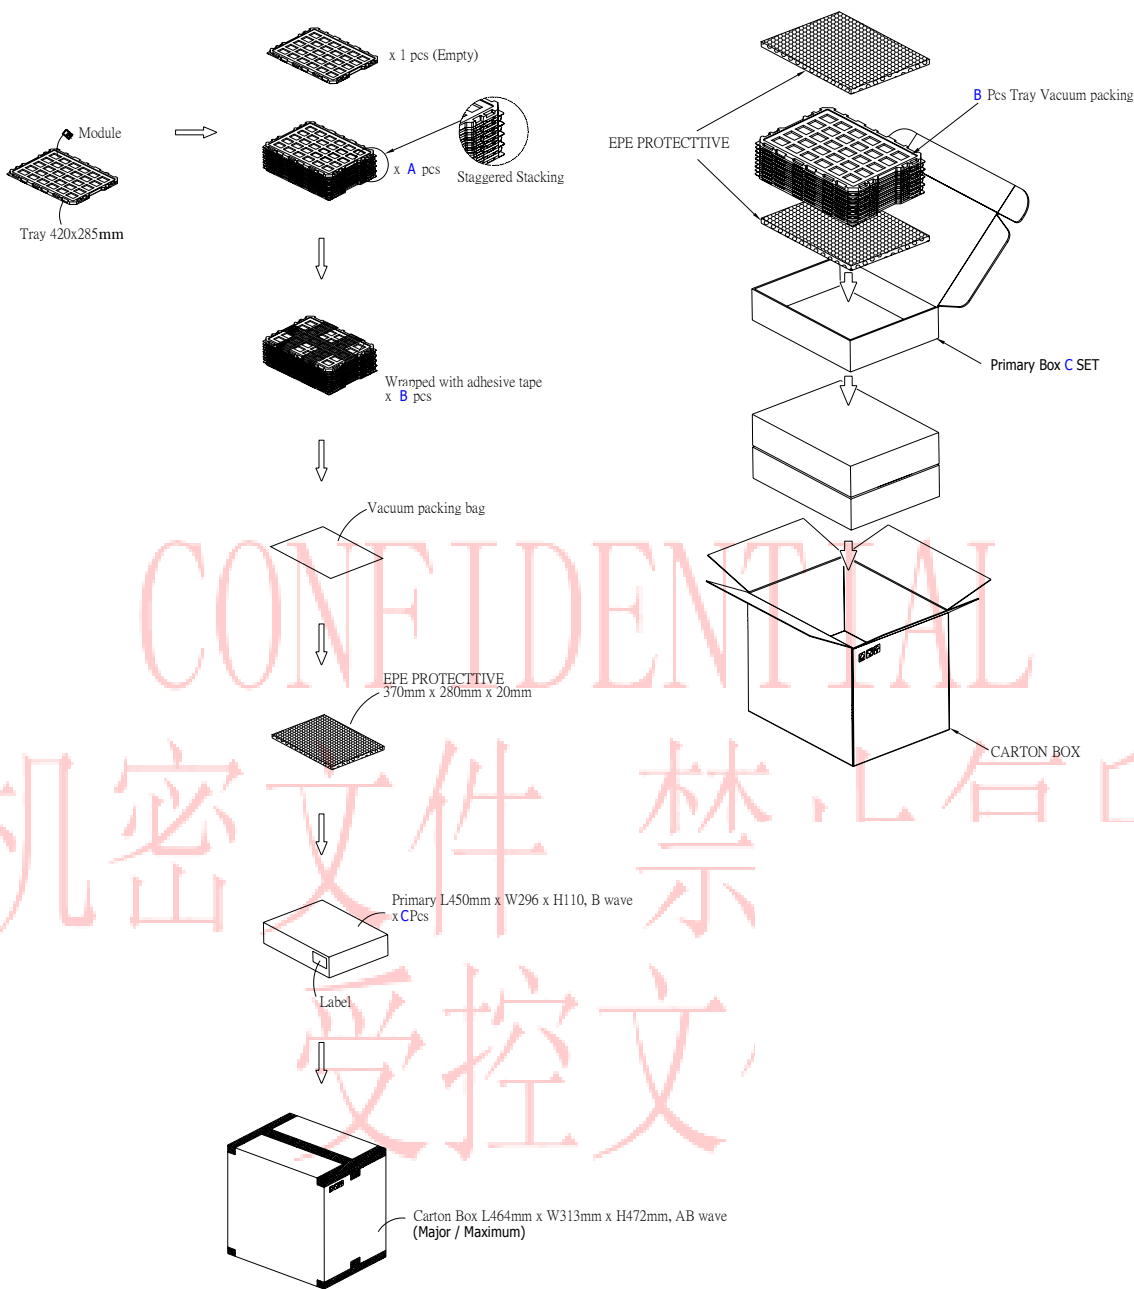 x 1 pcs (Empty)
Module
Tray 420x285mm
x A pcs
Staggered Stacking
Wrapped with adhesive tape
x B pcs
Vacuum packing bag
EPE PROTECTTIVE
370mm x 280mm x 20mm
Primary L450mm x W296 x H110, B wave
x C Pcs
Label
Carton Box L464mm x W313mm x H472mm, AB wave
(Major / Maximum)
B Pcs Tray Vacuum packing
EPE PROTECTTIVE
Primary Box C SET
CARTON BOX
CONFIDENTIAL
机密文件 禁止
受控文